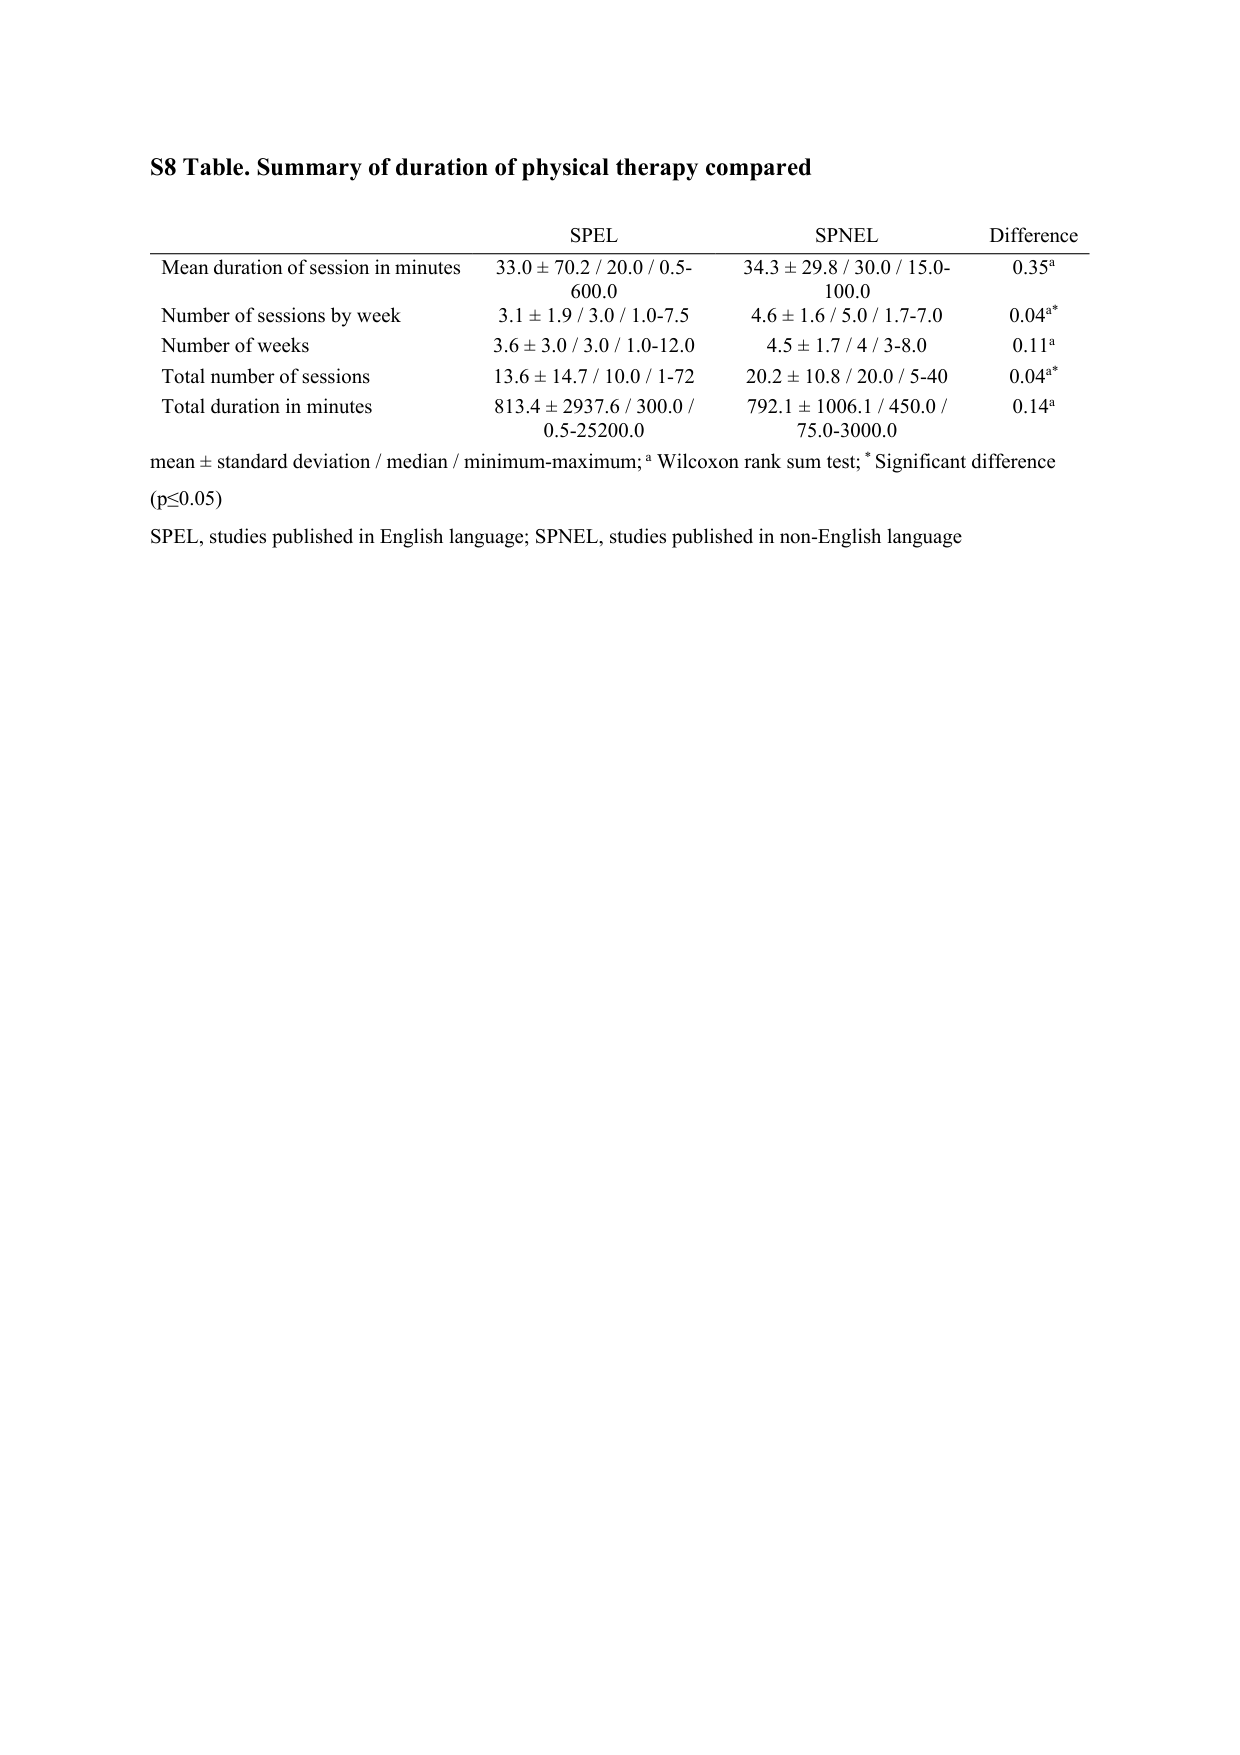 S8 Table. Summary of duration of physical therapy compared
SPEL SPNEL Difference
Mean duration of session in minutes 33.0 ± 70.2 / 20.0 / 0.5- 34.3 ± 29.8 / 30.0 / 15.0- 0.35ᵃ
600.0 100.0
Number of sessions by week 3.1 ± 1.9 / 3.0 / 1.0-7.5 4.6 ± 1.6 / 5.0 / 1.7-7.0 0.04ᵃ*
Number of weeks 3.6 ± 3.0 / 3.0 / 1.0-12.0 4.5 ± 1.7 / 4 / 3-8.0 0.11ᵃ
Total number of sessions 13.6 ± 14.7 / 10.0 / 1-72 20.2 ± 10.8 / 20.0 / 5-40 0.04ᵃ*
Total duration in minutes 813.4 ± 2937.6 / 300.0 / 792.1 ± 1006.1 / 450.0 / 0.14ᵃ
0.5-25200.0 75.0-3000.0
mean ± standard deviation / median / minimum-maximum; ᵃ Wilcoxon rank sum test; * Significant difference
(p≤0.05)
SPEL, studies published in English language; SPNEL, studies published in non-English language